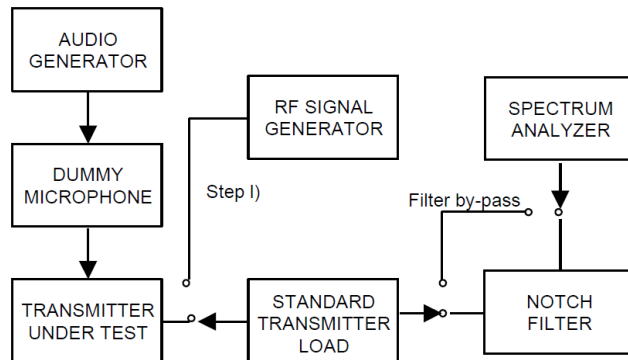 AUDIO
GENERATOR
RF SIGNAL
GENERATOR
SPECTRUM
ANALYZER
DUMMY
MICROPHONE
Step I)
Filter by-pass
TRANSMITTER
UNDER TEST
STANDARD
TRANSMITTER
LOAD
NOTCH
FILTER